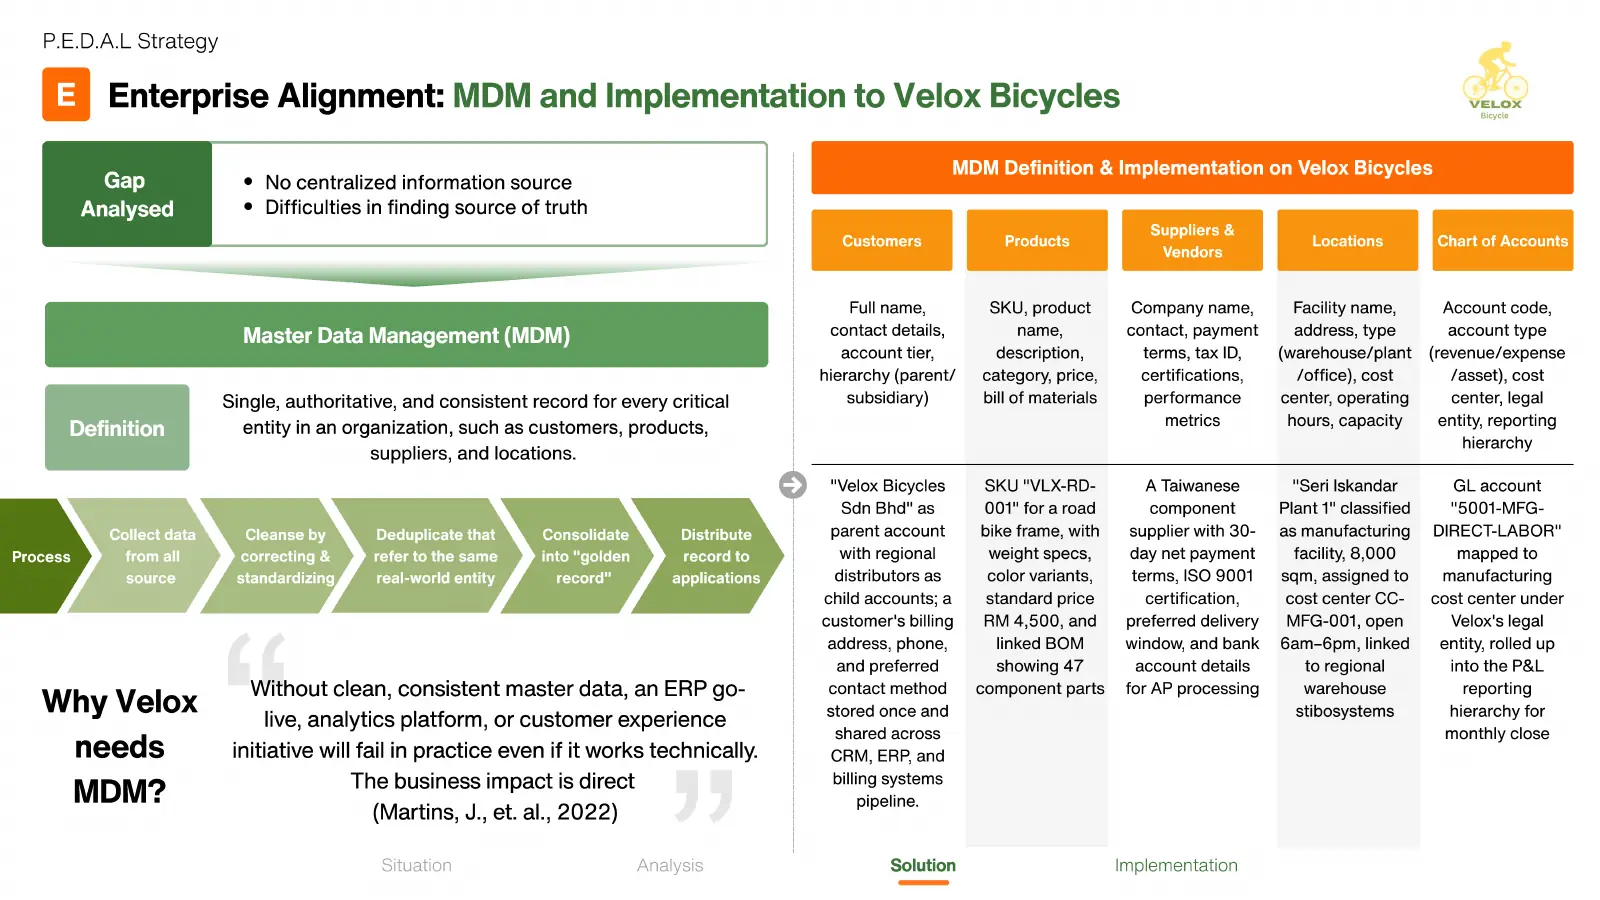 P.E.D.A.L Strategy
E
Enterprise Alignment: MDM and Implementation to Velox Bicycles
VELOX
Bicycle
Gap
Analysed
• No centralized information source
• Difficulties in finding source of truth
Master Data Management (MDM)
Definition
Single, authoritative, and consistent record for every critical
entity in an organization, such as customers, products,
suppliers, and locations.
Process
Collect data
from all
source
Cleanse by
correcting &
standardizing
Deduplicate that
refer to the same
real-world entity
Consolidate
into "golden
record"
Distribute
record to
applications
Why Velox
needs
MDM?
“
Without clean, consistent master data, an ERP go-
live, analytics platform, or customer experience
initiative will fail in practice even if it works technically.
The business impact is direct
(Martins, J., et. al., 2022)
”
MDM Definition & Implementation on Velox Bicycles
Customers
Products
Suppliers &
Vendors
Locations
Chart of Accounts
Full name,
contact details,
account tier,
hierarchy (parent/
subsidiary)
SKU, product
name,
description,
category, price,
bill of materials
Company name,
contact, payment
terms, tax ID,
certifications,
performance
metrics
Facility name,
address, type
(warehouse/plant
/office), cost
center, operating
hours, capacity
Account code,
account type
(revenue/expense
/asset), cost
center, legal
entity, reporting
hierarchy
"Velox Bicycles
Sdn Bhd" as
parent account
with regional
distributors as
child accounts; a
customer's billing
address, phone,
and preferred
contact method
stored once and
shared across
CRM, ERP, and
billing systems
pipeline.
SKU "VLX-RD-
001" for a road
bike frame, with
weight specs,
color variants,
standard price
RM 4,500, and
linked BOM
showing 47
component parts
A Taiwanese
component
supplier with 30-
day net payment
terms, ISO 9001
certification,
preferred delivery
window, and bank
account details
for AP processing
"Seri Iskandar
Plant 1" classified
as manufacturing
facility, 8,000
sqm, assigned to
cost center CC-
MFG-001, open
6am–6pm, linked
to regional
warehouse
stibosystems
GL account
"5001-MFG-
DIRECT-LABOR"
mapped to
manufacturing
cost center under
Velox's legal
entity, rolled up
into the P&L
reporting
hierarchy for
monthly close
Situation
Analysis
Solution
Implementation